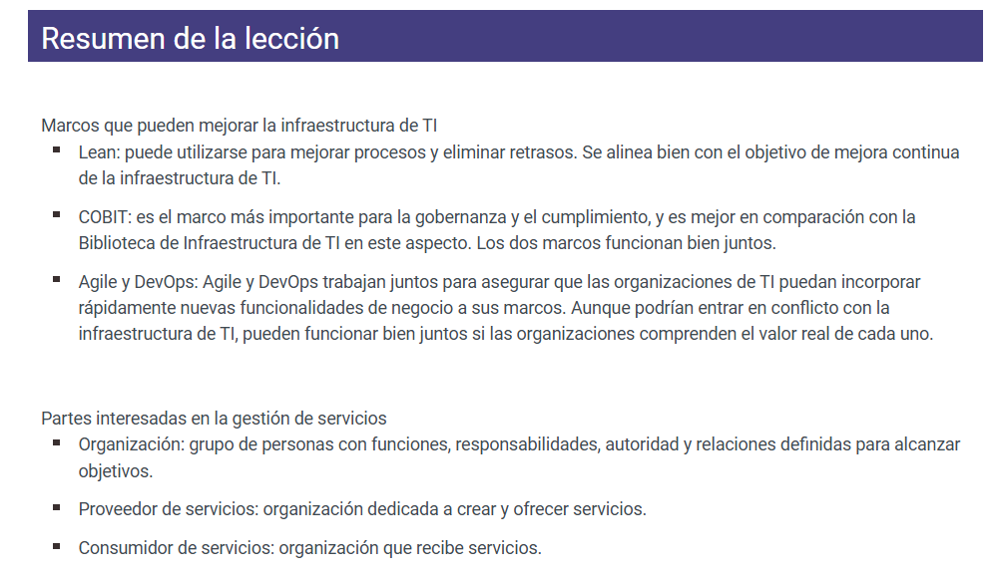 Resumen de la lección
Marcos que pueden mejorar la infraestructura de TI
Lean: puede utilizarse para mejorar procesos y eliminar retrasos. Se alinea bien con el objetivo de mejora continua
de la infraestructura de TI.
COBIT: es el marco más importante para la gobernanza y el cumplimiento, y es mejor en comparación con la
Biblioteca de Infraestructura de TI en este aspecto. Los dos marcos funcionan bien juntos.
Agile y DevOps: Agile y DevOps trabajan juntos para asegurar que las organizaciones de TI puedan incorporar
rápidamente nuevas funcionalidades de negocio a sus marcos. Aunque podrían entrar en conflicto con la
infraestructura de TI, pueden funcionar bien juntos si las organizaciones comprenden el valor real de cada uno.
Partes interesadas en la gestión de servicios
Organización: grupo de personas con funciones, responsabilidades, autoridad y relaciones definidas para alcanzar
objetivos.
Proveedor de servicios: organización dedicada a crear y ofrecer servicios.
Consumidor de servicios: organización que recibe servicios.